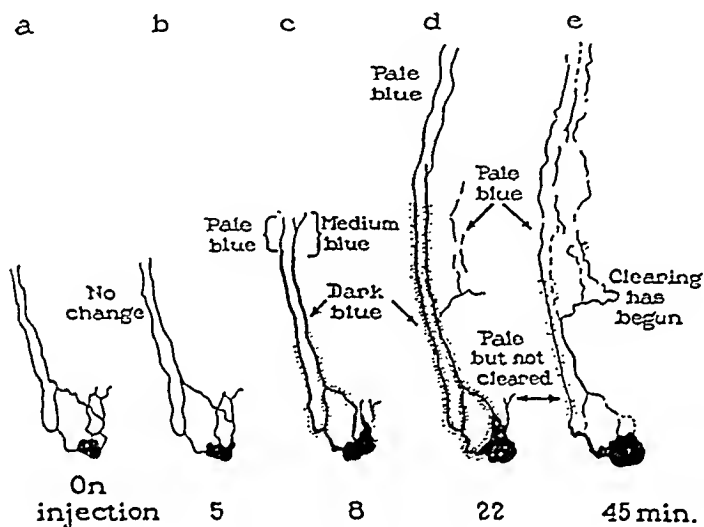 a b c d e
Pale
blue
Pale
blue
Pale
blue
Medium
blue
No
change
Dark
blue
Clearing
has
begun
Pale
but not
cleared
On
injection 5 8 22 45 min.